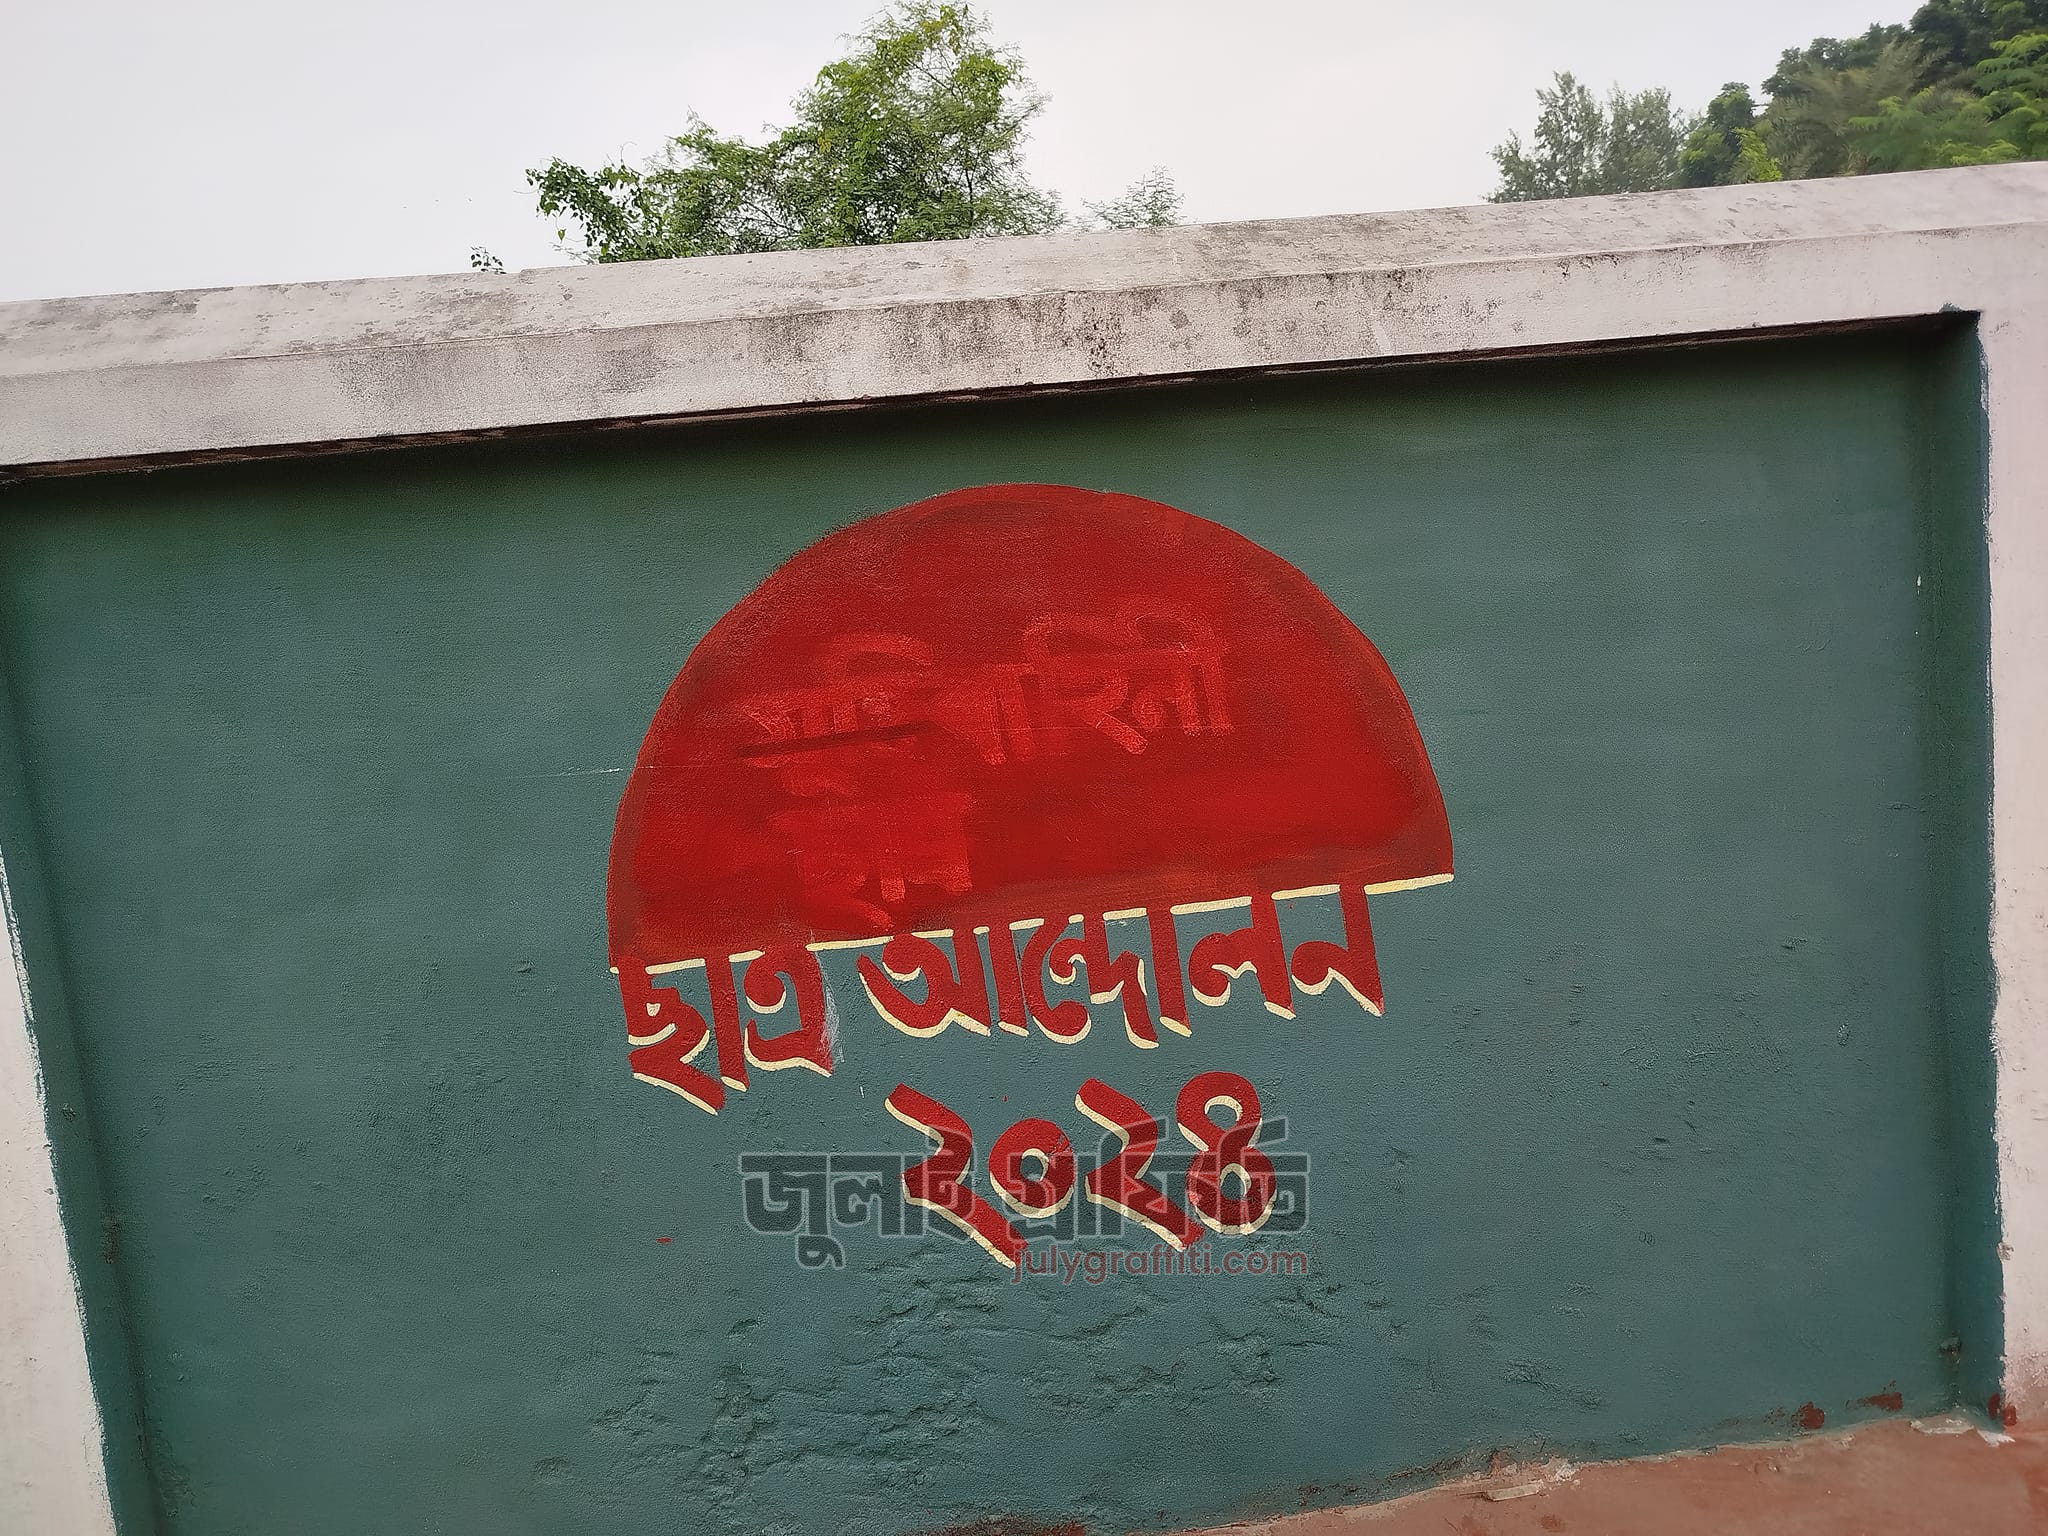 ছাত্র আন্দোলন
২০২৪
জুলাই গ্রাফিতি
julygraffiti.com